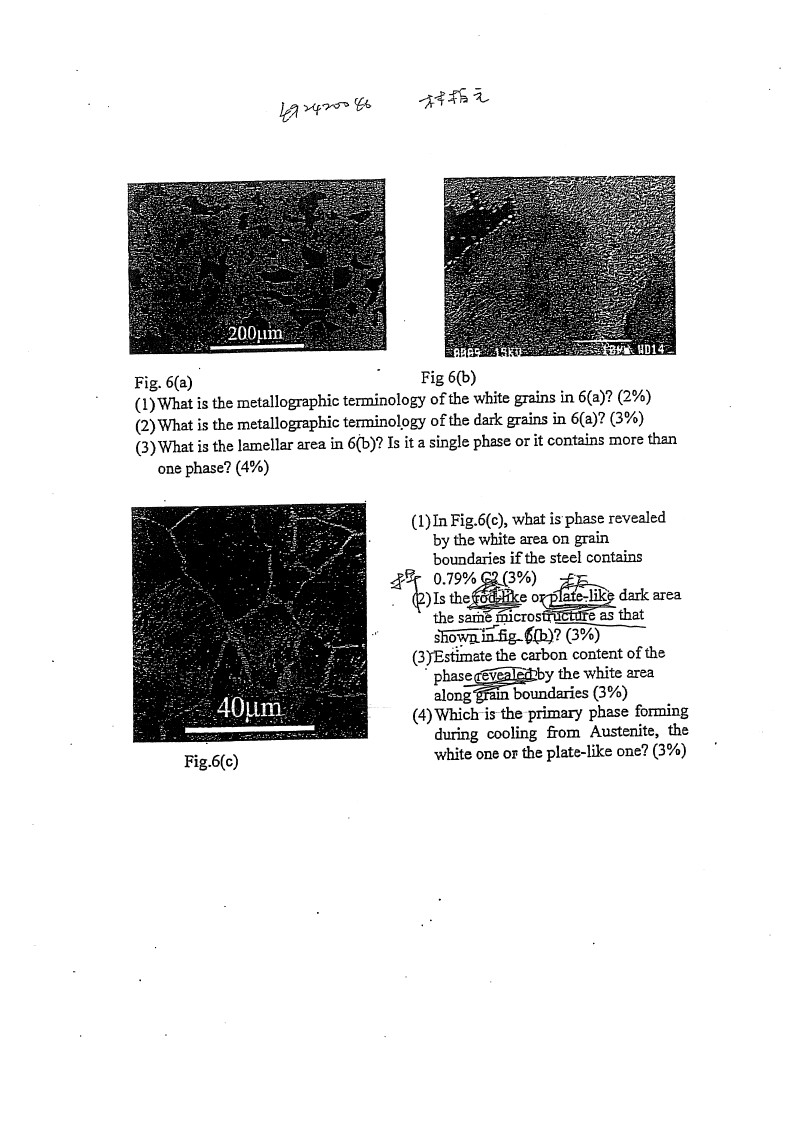 200μm
15KV
WD14
Fig. 6(a)
Fig 6(b)
(1) What is the metallographic terminology of the white grains in 6(a)? (2%)
(2) What is the metallographic terminology of the dark grains in 6(a)? (3%)
(3) What is the lamellar area in 6(b)? Is it a single phase or it contains more than
one phase? (4%)
40μm
Fig.6(c)
(1) In Fig.6(c), what is phase revealed
by the white area on grain
boundaries if the steel contains
0.79% C? (3%)
(2) Is the rod-like or plate-like dark area
the same microstructure as that
shown in fig. 6(b)? (3%)
(3) Estimate the carbon content of the
phase revealed by the white area
along grain boundaries (3%)
(4) Which is the primary phase forming
during cooling from Austenite, the
white one or the plate-like one? (3%)